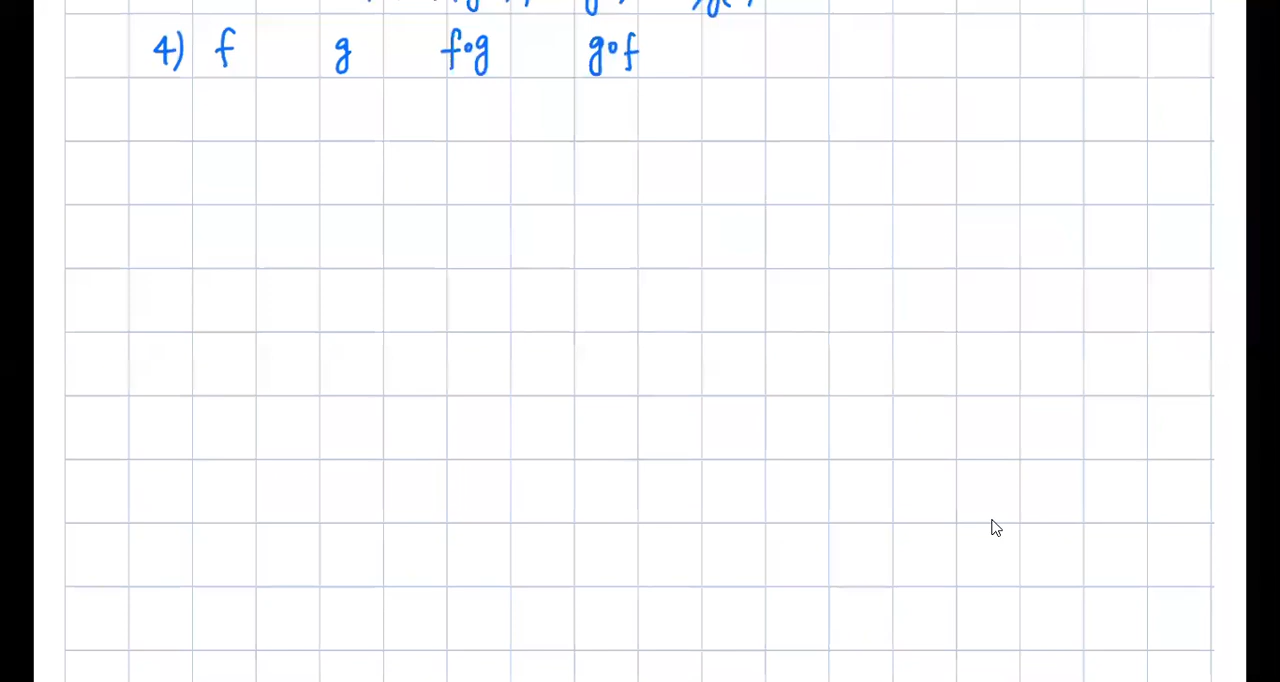 4) f g f∘g g∘f